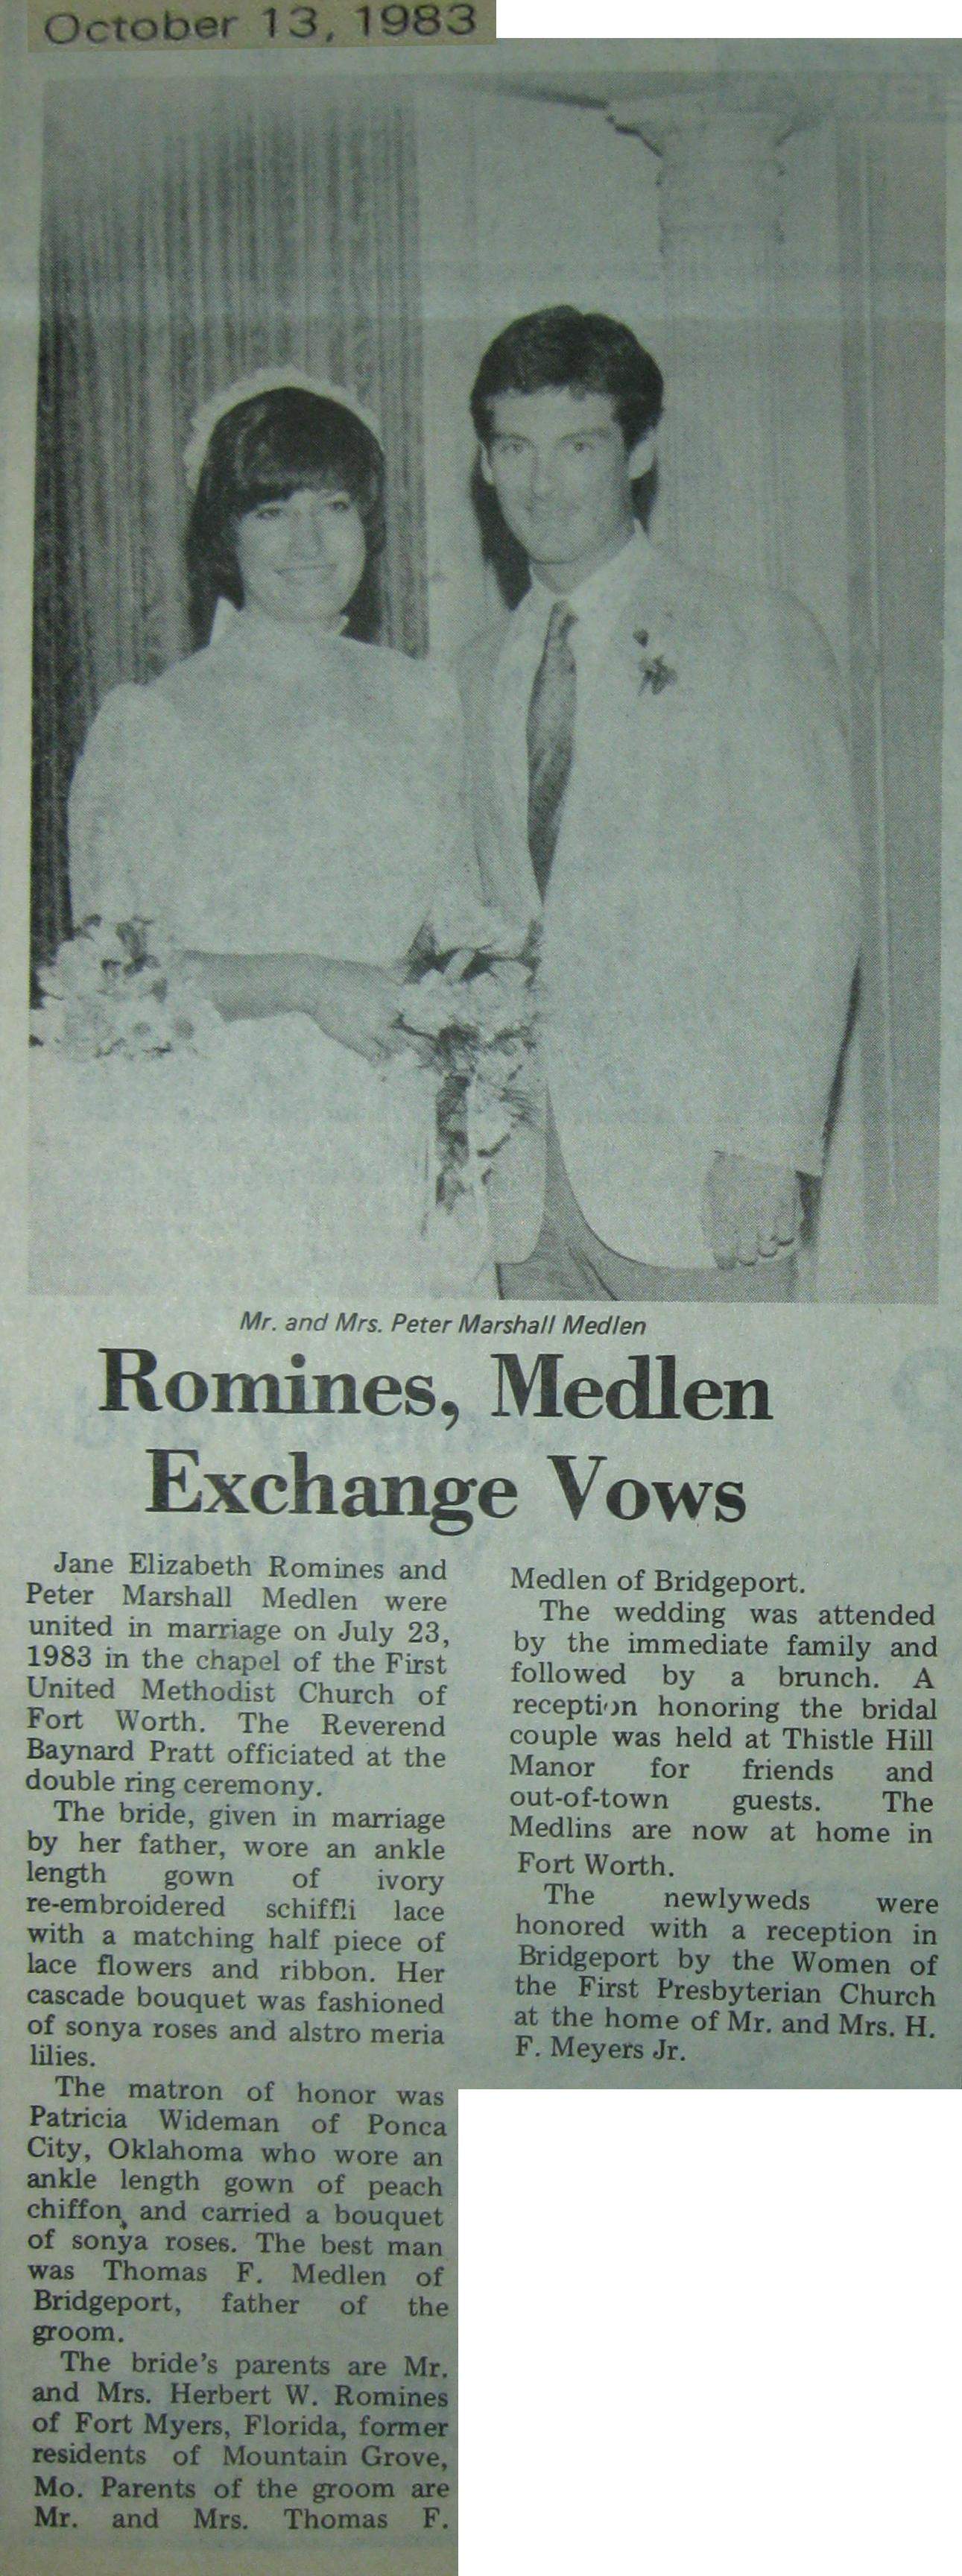 October 13, 1983
Mr. and Mrs. Peter Marshall Medlen
Romines, Medlen
Exchange Vows
Jane Elizabeth Romines and
Peter Marshall Medlen were
united in marriage on July 23,
1983 in the chapel of the First
United Methodist Church of
Fort Worth. The Reverend
Baynard Pratt officiated at the
double ring ceremony.
The bride, given in marriage
by her father, wore an ankle
length gown of ivory
re-embroidered schiffli lace
with a matching half piece of
lace flowers and ribbon. Her
cascade bouquet was fashioned
of sonya roses and alstro meria
lilies.
The matron of honor was
Patricia Wideman of Ponca
City, Oklahoma who wore an
ankle length gown of peach
chiffon, and carried a bouquet
of sonya roses. The best man
was Thomas F. Medlen of
Bridgeport, father of the
groom.
The bride's parents are Mr.
and Mrs. Herbert W. Romines
of Fort Myers, Florida, former
residents of Mountain Grove,
Mo. Parents of the groom are
Mr. and Mrs. Thomas F.
Medlen of Bridgeport.
The wedding was attended
by the immediate family and
followed by a brunch. A
reception honoring the bridal
couple was held at Thistle Hill
Manor for friends and
out-of-town guests. The
Medlins are now at home in
Fort Worth.
The newlyweds were
honored with a reception in
Bridgeport by the Women of
the First Presbyterian Church
at the home of Mr. and Mrs. H.
F. Meyers Jr.